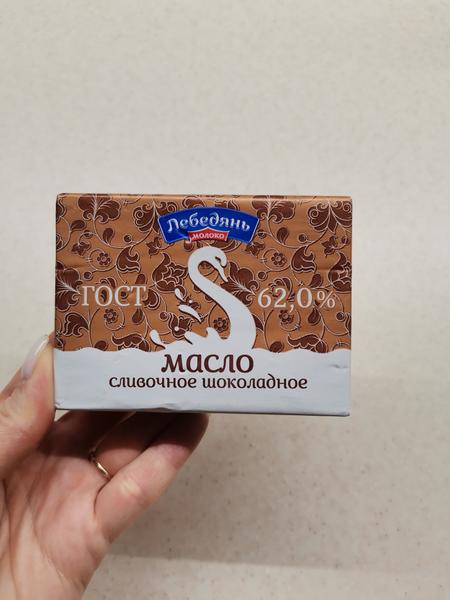 Лебедянь
МОЛОКО
ГОСТ 62,0%
МАСЛО
СЛИВОЧНОЕ ШОКОЛАДНОЕ